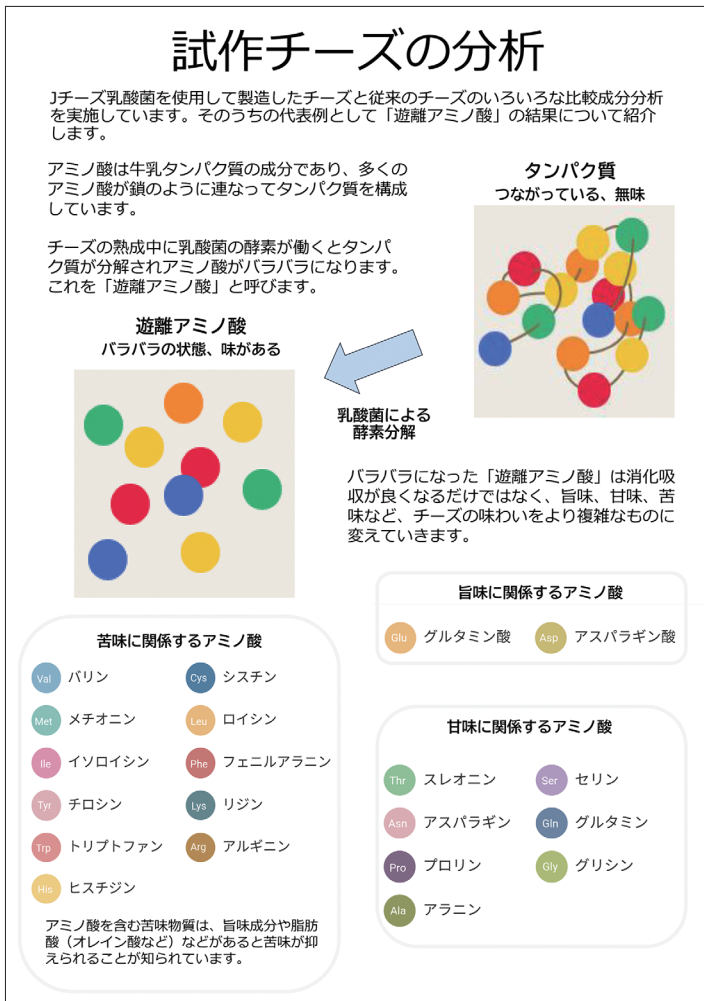 試作チーズの分析
Jチーズ乳酸菌を使用して製造したチーズと従来のチーズのいろいろな比較成分分析
を実施しています。そのうちの代表例として「遊離アミノ酸」の結果について紹介
します。
アミノ酸は牛乳タンパク質の成分であり、多くの
アミノ酸が鎖のように連なってタンパク質を構成
しています。
チーズの熟成中に乳酸菌の酵素が働くとタンパ
ク質が分解されアミノ酸がバラバラになります。
これを「遊離アミノ酸」と呼びます。
タンパク質
つながっている、無味
遊離アミノ酸
バラバラの状態、味がある
乳酸菌による
酵素分解
バラバラになった「遊離アミノ酸」は消化吸
収が良くなるだけではなく、旨味、甘味、苦
味など、チーズの味わいをより複雑なものに
変えていきます。
旨味に関係するアミノ酸
Glu グルタミン酸 Asp アスパラギン酸
苦味に関係するアミノ酸
Val バリン Cys シスチン
Met メチオニン Leu ロイシン
Ile イソロイシン Phe フェニルアラニン
Tyr チロシン Lys リジン
Trp トリプトファン Arg アルギニン
His ヒスチジン
アミノ酸を含む苦味物質は、旨味成分や脂肪
酸（オレイン酸など）などがあると苦味が抑
えられることが知られています。
甘味に関係するアミノ酸
Thr スレオニン Ser セリン
Asn アスパラギン Gln グルタミン
Pro プロリン Gly グリシン
Ala アラニン